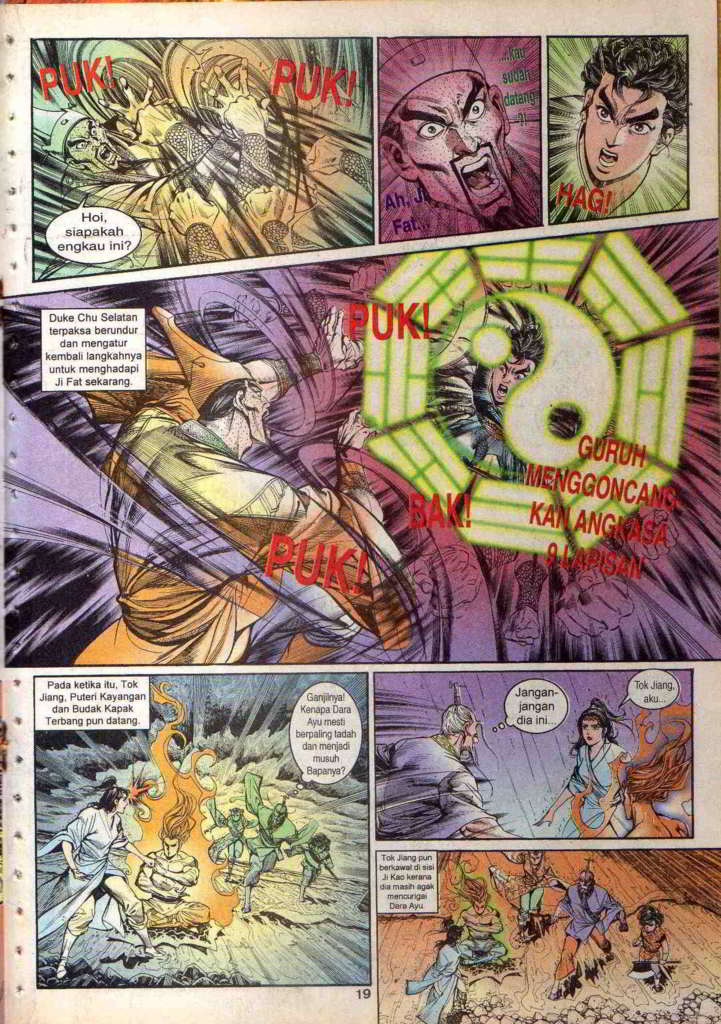 PUK!
PUK!
Hoi,
siapakah
engkau ini?
...Kau
sudah
datang
?!
Ah, Ji
Fat...
HAG!
Duke Chu Selatan
terpaksa berundur
dan mengatur
kembali langkahnya
untuk menghadapi
Ji Fat sekarang.
PUK!
GURUH
MENGGONCANG-
KAN ANGKASA
9 LAPISAN
BAK!
PUK!
Pada ketika itu, Tok
Jiang, Puteri Kayangan
dan Budak Kapak
Terbang pun datang.
Ganjilnya!
Kenapa Dara
Ayu mesti
berpaling tadah
dan menjadi
musuh
Bapanya?
Jangan-
jangan
dia ini...
Tok Jiang,
aku...
Tok Jiang pun
berkawal di sisi
Ji Kao kerana
dia masih agak
mencurigai
Dara Ayu.
19